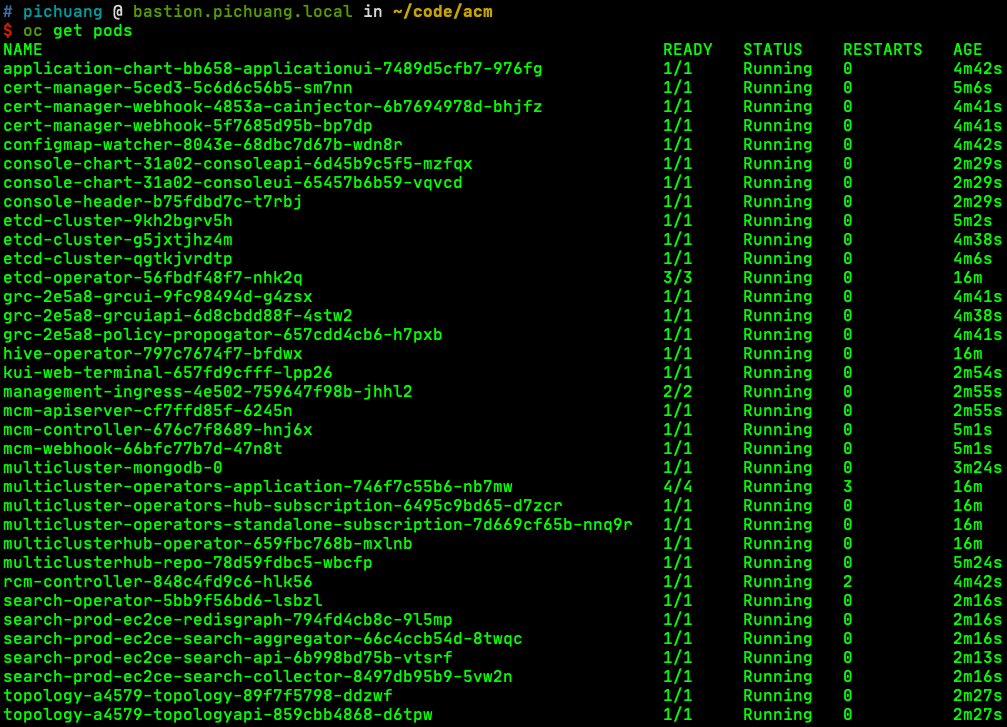 # pichuang @ bastion.pichuang.local in ~/code/acm
$ oc get pods
NAME READY STATUS RESTARTS AGE
application-chart-bb658-applicationui-7489d5cfb7-976fg 1/1 Running 0 4m42s
cert-manager-5ced3-5c6d6c56b5-sm7nn 1/1 Running 0 5m6s
cert-manager-webhook-4853a-cainjector-6b7694978d-bhjfz 1/1 Running 0 4m41s
cert-manager-webhook-5f7685d95b-bp7dp 1/1 Running 0 4m41s
configmap-watcher-8043e-68dbc7d67b-wdn8r 1/1 Running 0 4m42s
console-chart-31a02-consoleapi-6d45b9c5f5-mzfqx 1/1 Running 0 2m29s
console-chart-31a02-consoleui-65457b6b59-vqvcd 1/1 Running 0 2m29s
console-header-b75fdbd7c-t7rbj 1/1 Running 0 2m29s
etcd-cluster-9kh2bgrv5h 1/1 Running 0 5m2s
etcd-cluster-g5jxtjhz4m 1/1 Running 0 4m38s
etcd-cluster-qgtkjvrdtp 1/1 Running 0 4m6s
etcd-operator-56fbdf48f7-nhk2q 3/3 Running 0 16m
grc-2e5a8-grcui-9fc98494d-g4zsx 1/1 Running 0 4m41s
grc-2e5a8-grcuiapi-6d8cbdd88f-4stw2 1/1 Running 0 4m38s
grc-2e5a8-policy-propogator-657cdd4cb6-h7pxb 1/1 Running 0 4m41s
hive-operator-797c7674f7-bfdwx 1/1 Running 0 16m
kui-web-terminal-657fd9cfff-lpp26 1/1 Running 0 2m54s
management-ingress-4e502-759647f98b-jhhl2 2/2 Running 0 2m55s
mcm-apiserver-cf7ffd85f-6245n 1/1 Running 0 2m55s
mcm-controller-676c7f8689-hnj6x 1/1 Running 0 5m1s
mcm-webhook-66bfc77b7d-47n8t 1/1 Running 0 5m1s
multicluster-mongodb-0 1/1 Running 0 3m24s
multicluster-operators-application-746f7c55b6-nb7mw 4/4 Running 3 16m
multicluster-operators-hub-subscription-6495c9bd65-d7zcr 1/1 Running 0 16m
multicluster-operators-standalone-subscription-7d669cf65b-nnq9r 1/1 Running 0 16m
multiclusterhub-operator-659fbc768b-mxlnb 1/1 Running 0 16m
multiclusterhub-repo-78d59fdbc5-wbcfp 1/1 Running 0 5m24s
rcm-controller-848c4fd9c6-hlk56 1/1 Running 2 4m42s
search-operator-5bb9f56bd6-lsbzl 1/1 Running 0 2m16s
search-prod-ec2ce-redisgraph-794fd4cb8c-9l5mp 1/1 Running 0 2m16s
search-prod-ec2ce-search-aggregator-66c4ccb54d-8twqc 1/1 Running 0 2m16s
search-prod-ec2ce-search-api-6b998bd75b-vtsrf 1/1 Running 0 2m13s
search-prod-ec2ce-search-collector-8497db95b9-5vw2n 1/1 Running 0 2m16s
topology-a4579-topology-89f7f5798-ddzwf 1/1 Running 0 2m27s
topology-a4579-topologyapi-859cbb4868-d6tpw 1/1 Running 0 2m27s